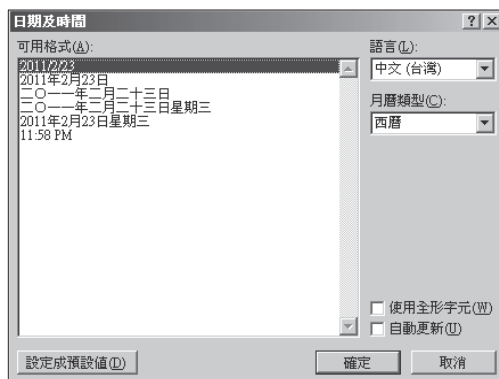 日期及時間
可用格式(A):
2011/2/23
2011年2月23日
二〇一一年二月二十三日
二〇一一年二月二十三日星期三
2011年2月23日星期三
11:58 PM
語言(L):
中文 (台灣)
月曆類型(C):
西曆
使用全形字元(W)
自動更新(U)
設定成預設值(D)
確定
取消